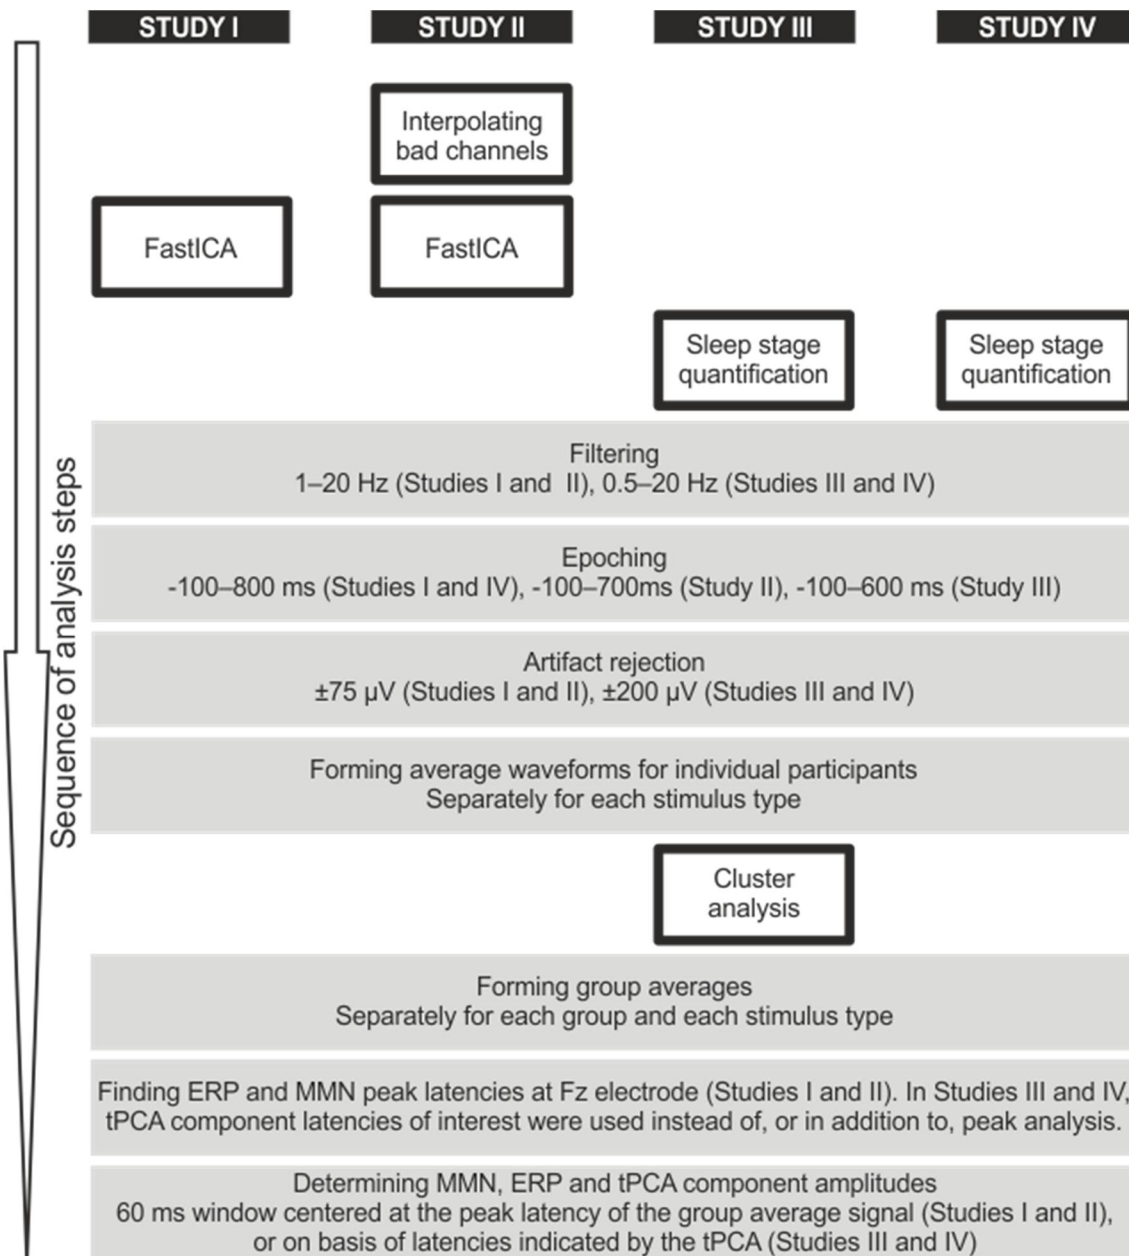 STUDY I
STUDY II
STUDY III
STUDY IV
Interpolating
bad channels
FastICA
FastICA
Sleep stage
quantification
Sleep stage
quantification
Sequence of analysis steps
Filtering
1–20 Hz (Studies I and II), 0.5–20 Hz (Studies III and IV)
Epoching
-100–800 ms (Studies I and IV), -100–700ms (Study II), -100–600 ms (Study III)
Artifact rejection
±75 µV (Studies I and II), ±200 µV (Studies III and IV)
Forming average waveforms for individual participants
Separately for each stimulus type
Cluster
analysis
Forming group averages
Separately for each group and each stimulus type
Finding ERP and MMN peak latencies at Fz electrode (Studies I and II). In Studies III and IV,
tPCA component latencies of interest were used instead of, or in addition to, peak analysis.
Determining MMN, ERP and tPCA component amplitudes
60 ms window centered at the peak latency of the group average signal (Studies I and II),
or on basis of latencies indicated by the tPCA (Studies III and IV)